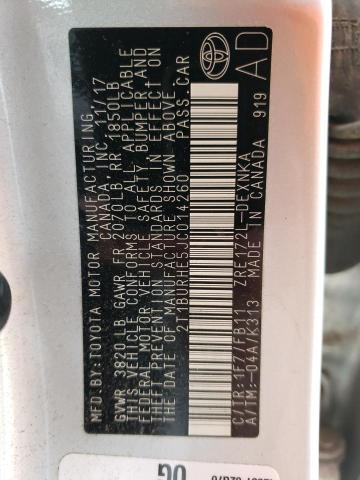 MFD.BY: TOYOTA MOTOR MANUFACTURING
CANADA, INC. 11/17
GVWR 3820 LB GAWR FR 2070LB, RR 1850LB
THIS VEHICLE CONFORMS TO ALL APPLICABLE
FEDERAL MOTOR VEHICLE SAFETY BUMPER AND
THEFT PREVENTION STANDARDS IN EFFECT ON
THE DATE OF MANUFACTURE SHOWN ABOVE.
2T1BURHE5JC014260 PASS.CAR
C/TR:1F7/FB11 ZRE172L-DEXNKA
A/TM:-04A/K313 MADE IN CANADA 919
AD
OG